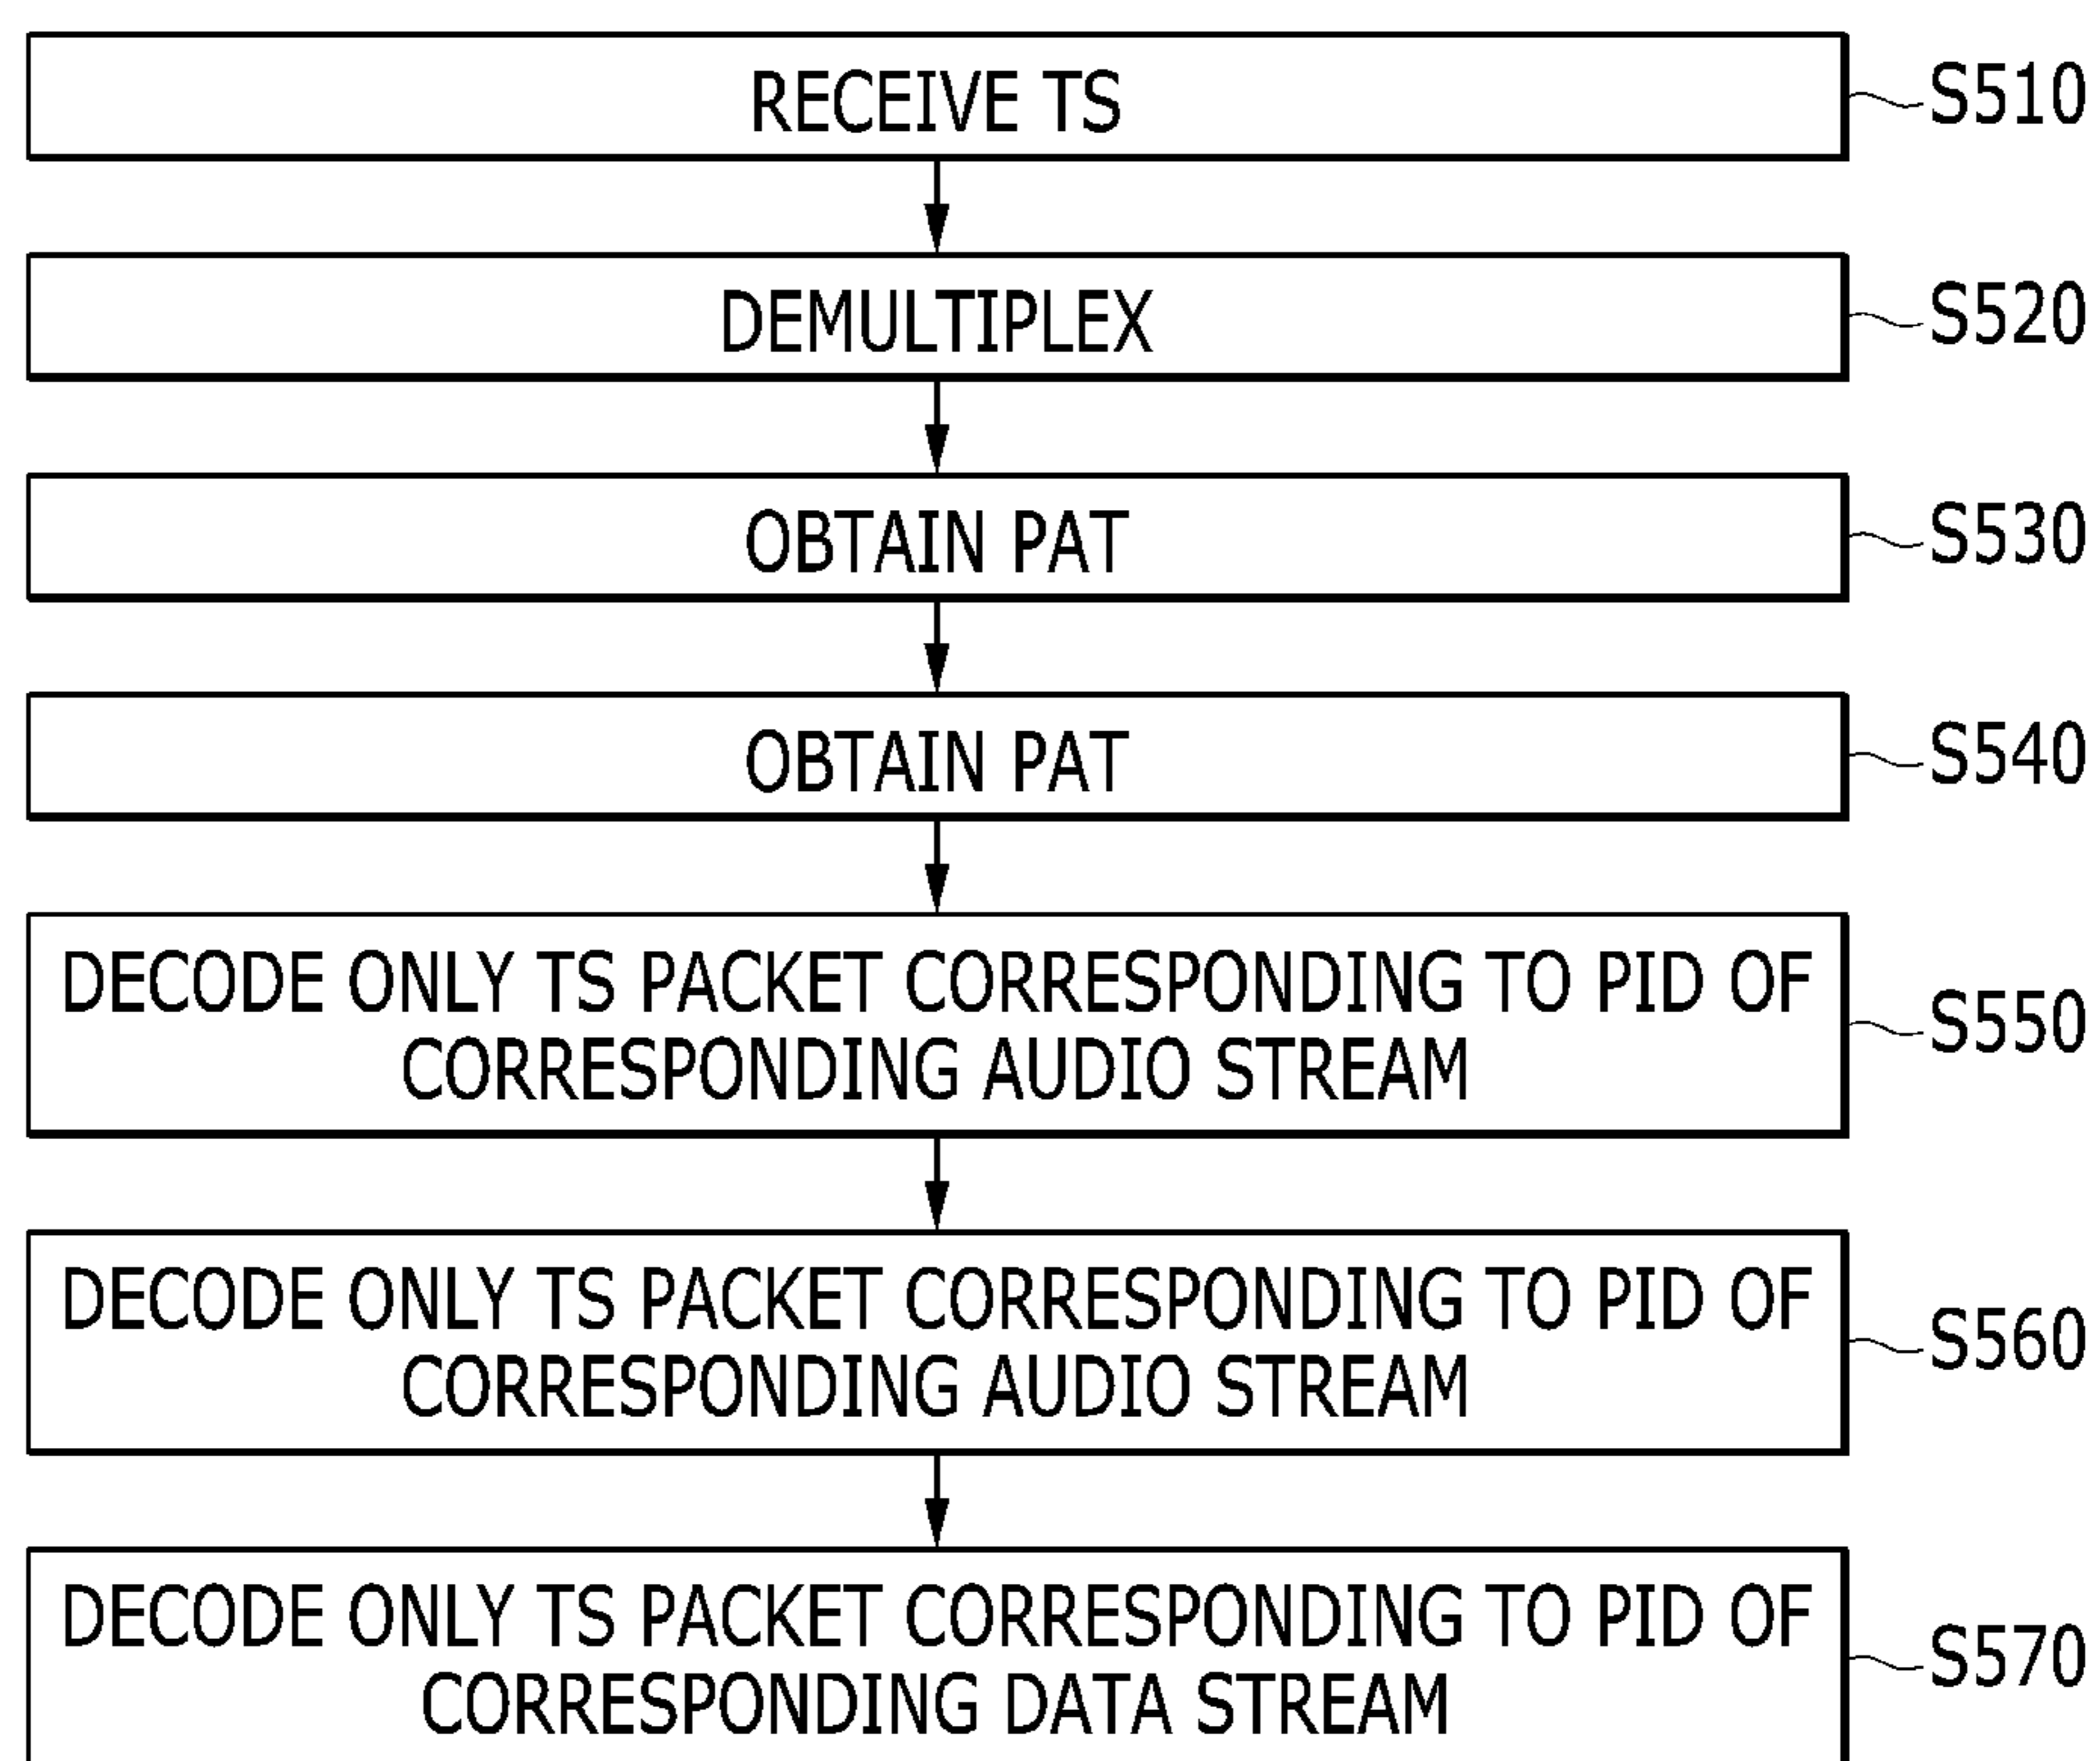 RECEIVE TS
S510
DEMULTIPLEX
S520
OBTAIN PAT
S530
OBTAIN PAT
S540
DECODE ONLY TS PACKET CORRESPONDING TO PID OF
CORRESPONDING AUDIO STREAM
S550
DECODE ONLY TS PACKET CORRESPONDING TO PID OF
CORRESPONDING AUDIO STREAM
S560
DECODE ONLY TS PACKET CORRESPONDING TO PID OF
CORRESPONDING DATA STREAM
S570